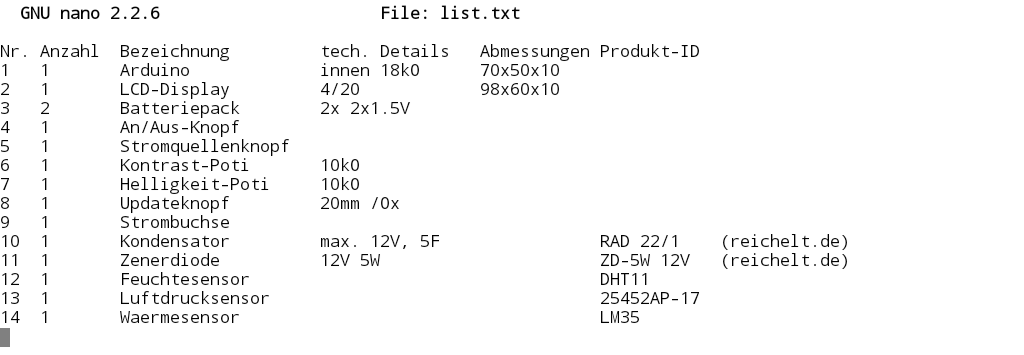 GNU nano 2.2.6 File: list.txt
Nr. Anzahl Bezeichnung tech. Details Abmessungen Produkt-ID
1 1 Arduino innen 18k0 70x50x10
2 1 LCD-Display 4/20 98x60x10
3 2 Batteriepack 2x 2x1.5V
4 1 An/Aus-Knopf
5 1 Stromquellenknopf
6 1 Kontrast-Poti 10k0
7 1 Helligkeit-Poti 10k0
8 1 Updateknopf 20mm /0x
9 1 Strombuchse
10 1 Kondensator max. 12V, 5F RAD 22/1 (reichelt.de)
11 1 Zenerdiode 12V 5W ZD-5W 12V (reichelt.de)
12 1 Feuchtesensor DHT11
13 1 Luftdrucksensor 25452AP-17
14 1 Waermesensor LM35